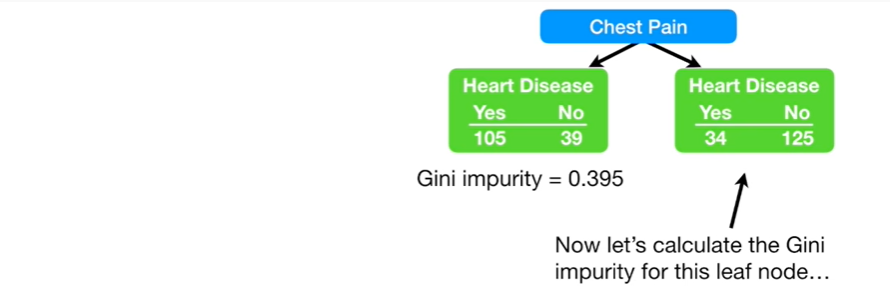 Chest Pain
Heart Disease
Yes No
105 39
Heart Disease
Yes No
34 125
Gini impurity = 0.395
Now let’s calculate the Gini
impurity for this leaf node…